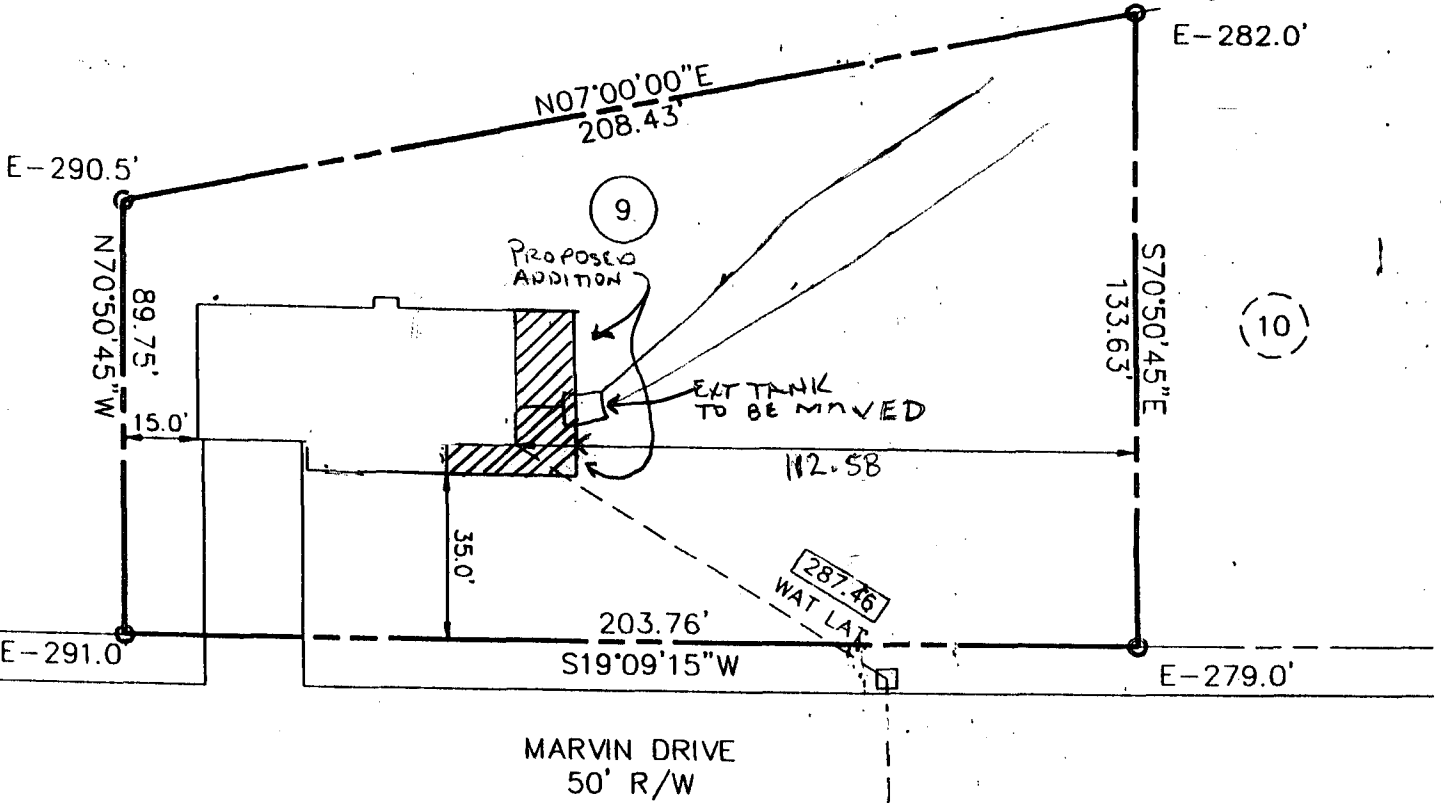 E-282.0'
N07°00'00"E
208.43'
E-290.5'
9
PROPOSED
ADDITION
N70°50'45"W
89.75'
S70°50'45"E
133.63'
10
EXT TANK
TO BE MOVED
15.0'
112.58
35.0'
287.46
WAT LAT
203.76'
S19°09'15"W
E-291.0'
E-279.0'
MARVIN DRIVE
50' R/W